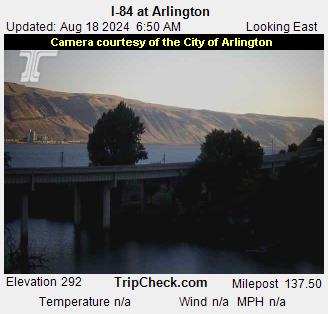 I-84 at Arlington
Updated: Aug 18 2024 6:50 AM Looking East
Camera courtesy of the City of Arlington
Elevation 292 TripCheck.com Milepost 137.50
Temperature n/a Wind n/a MPH n/a